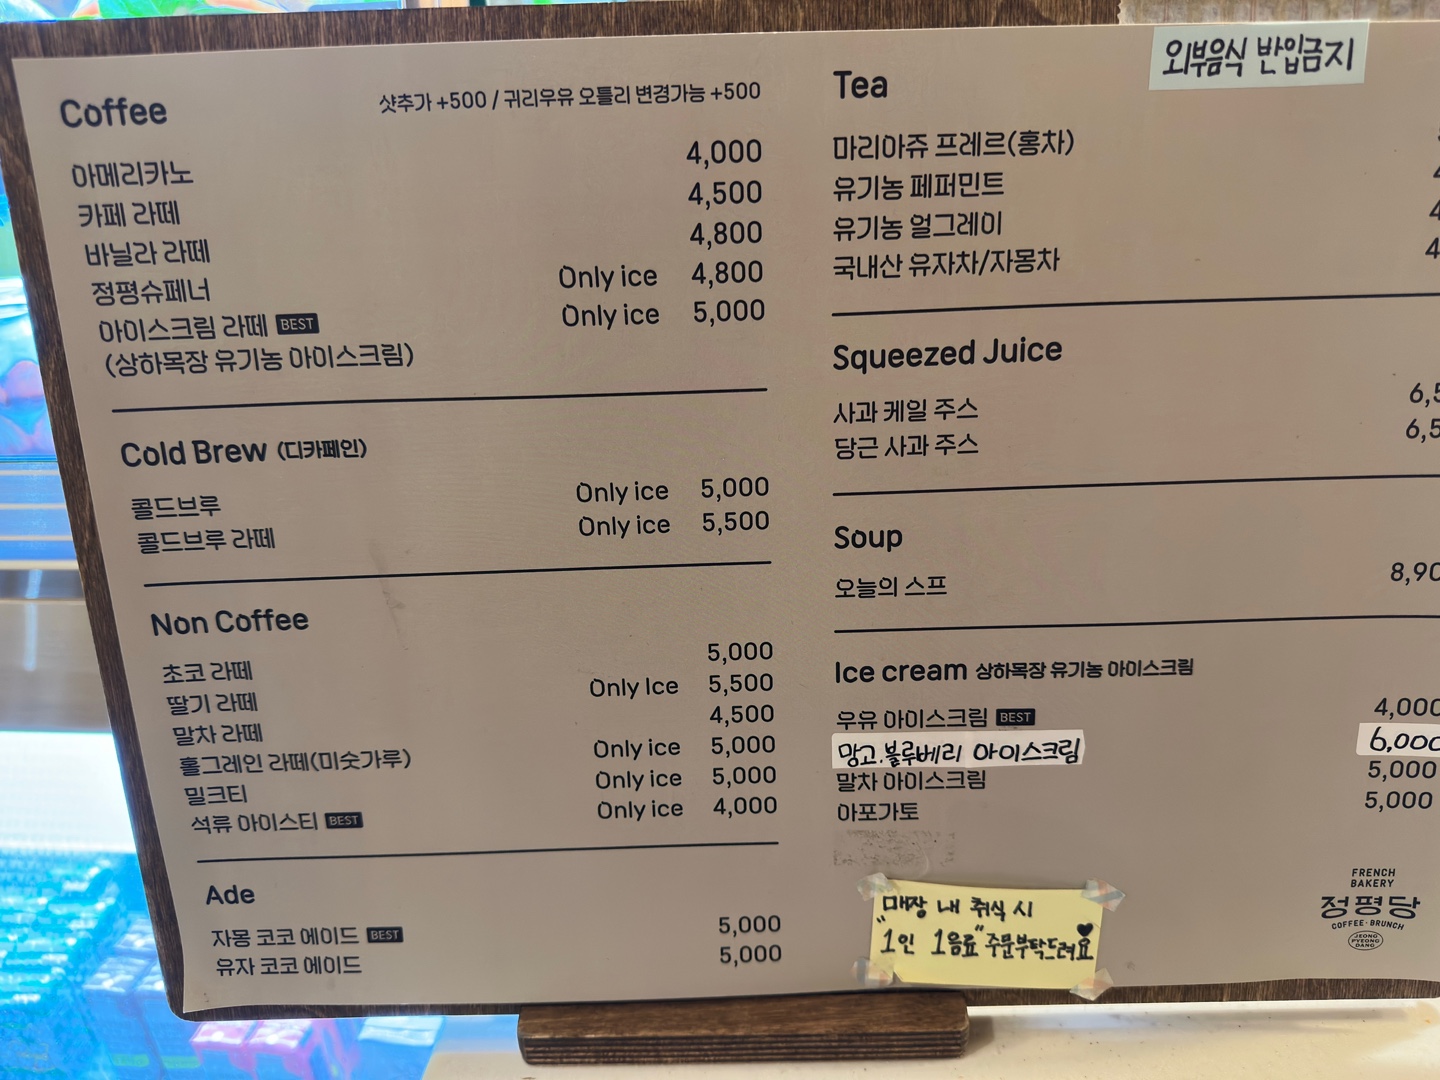 외부음식 반입금지
Coffee 샷추가 +500 / 귀리우유 오틀리 변경가능 +500
아메리카노 4,000
카페 라떼 4,500
바닐라 라떼 4,800
정평슈페너 Only ice 4,800
아이스크림 라떼 BEST Only ice 5,000
(상하목장 유기농 아이스크림)
Cold Brew (디카페인)
콜드브루 Only ice 5,000
콜드브루 라떼 Only ice 5,500
Non Coffee
초코 라떼 5,000
딸기 라떼 Only Ice 5,500
말차 라떼 4,500
홀그레인 라떼(미숫가루) Only ice 5,000
밀크티 Only ice 5,000
석류 아이스티 BEST Only ice 4,000
Ade
자몽 코코 에이드 BEST 5,000
유자 코코 에이드 5,000
Tea
마리아쥬 프레르(홍차)
유기농 페퍼민트
유기농 얼그레이
국내산 유자차/자몽차
Squeezed Juice
사과 케일 주스 6,5
당근 사과 주스 6,5
Soup
오늘의 스프 8,90
Ice cream 상하목장 유기농 아이스크림
우유 아이스크림 BEST 4,000
망고.블루베리 아이스크림 6,000
말차 아이스크림 5,000
아포가토 5,000
매장 내 취식 시
"1인 1음료" 주문부탁드려요
FRENCH
BAKERY
정평당
COFFEE · BRUNCH
JEONG
PYEONG
DANG